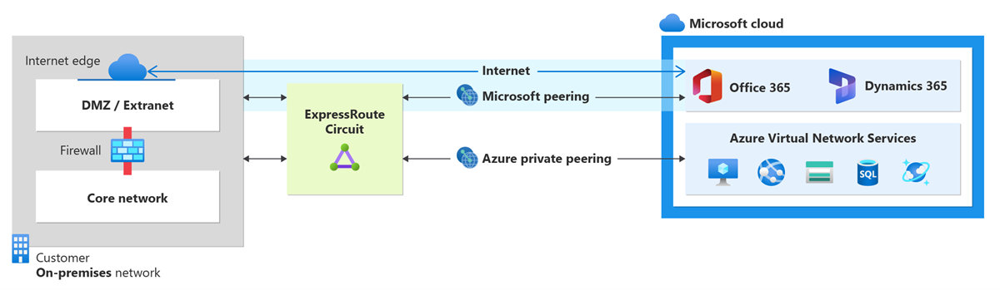 Microsoft cloud
Internet edge
Internet
DMZ / Extranet
Microsoft peering
ExpressRoute
Circuit
Office 365
Dynamics 365
Firewall
Azure private peering
Azure Virtual Network Services
SQL
Core network
Customer
On-premises network